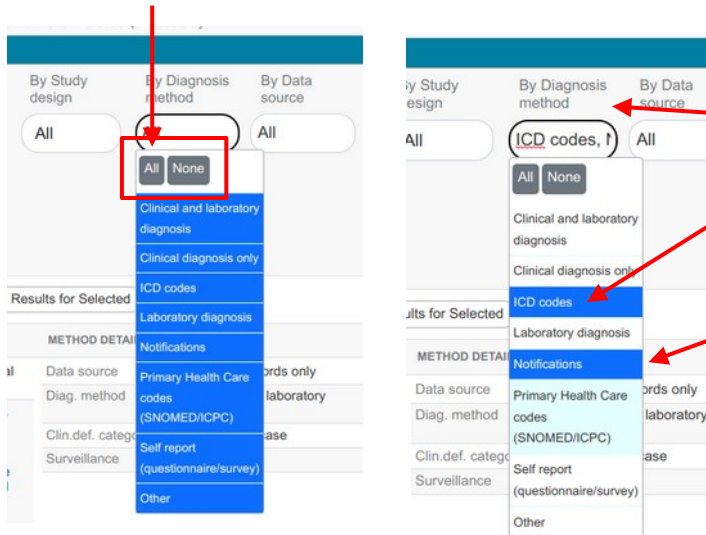 By Study
design
By Diagnosis
method
By Data
source
All
All
All None
Clinical and laboratory
diagnosis
Clinical diagnosis only
ICD codes
Laboratory diagnosis
Notifications
Primary Health Care
codes
(SNOMED/ICPC)
Self report
(questionnaire/survey)
Other
Results for Selected
METHOD DETAI
Data source
ords only
Diag. method
laboratory
Clin.def. catego
ase
Surveillance
By Study
esign
By Diagnosis
method
By Data
source
All
ICD codes, N
All
All None
Clinical and laboratory
diagnosis
Clinical diagnosis only
ICD codes
Laboratory diagnosis
Notifications
Primary Health Care
codes
(SNOMED/ICPC)
Self report
(questionnaire/survey)
Other
ults for Selected
METHOD DETAI
Data source
ords only
Diag. method
laboratory
Clin.def. catego
ase
Surveillance